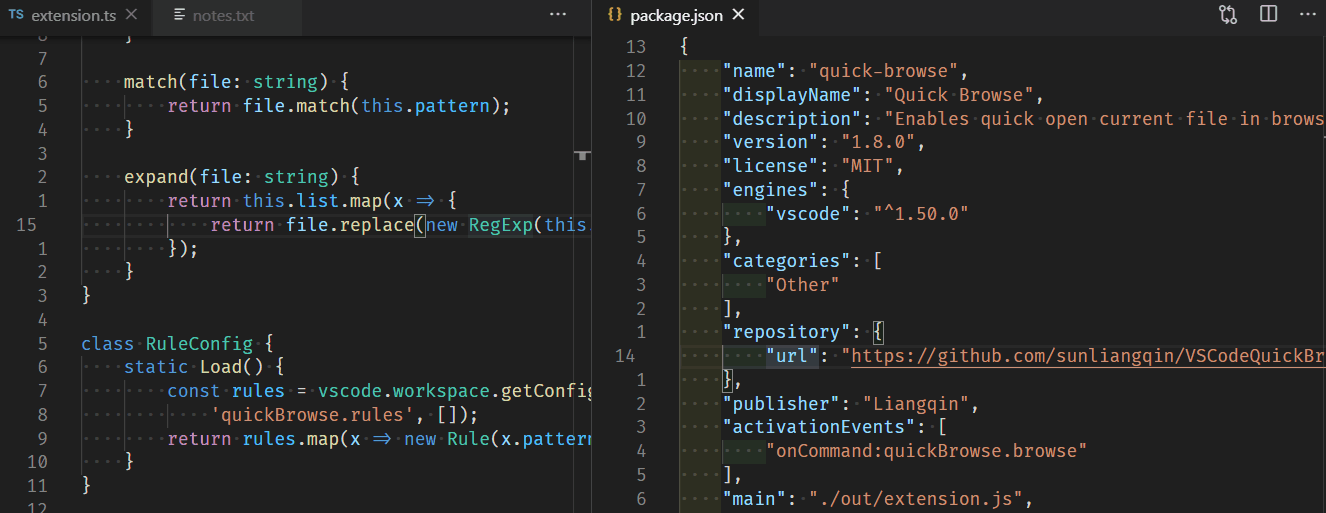 TS extension.ts
notes.txt
7
6 match(file: string) {
5 return file.match(this.pattern);
4 }
3
2 expand(file: string) {
1 return this.list.map(x => {
15 return file.replace(new RegExp(this.
1 });
2 }
3 }
4
5 class RuleConfig {
6 static Load() {
7 const rules = vscode.workspace.getConfig
8 'quickBrowse.rules', []);
9 return rules.map(x => new Rule(x.pattern
10 }
11 }
12
{} package.json
13 {
12 "name": "quick-browse",
11 "displayName": "Quick Browse",
10 "description": "Enables quick open current file in brows
9 "version": "1.8.0",
8 "license": "MIT",
7 "engines": {
6 "vscode": "^1.50.0"
5 },
4 "categories": [
3 "Other"
2 ],
1 "repository": {
14 "url": "https://github.com/sunliangqin/VSCodeQuickBr
1 },
2 "publisher": "Liangqin",
3 "activationEvents": [
4 "onCommand:quickBrowse.browse"
5 ],
6 "main": "./out/extension.js",